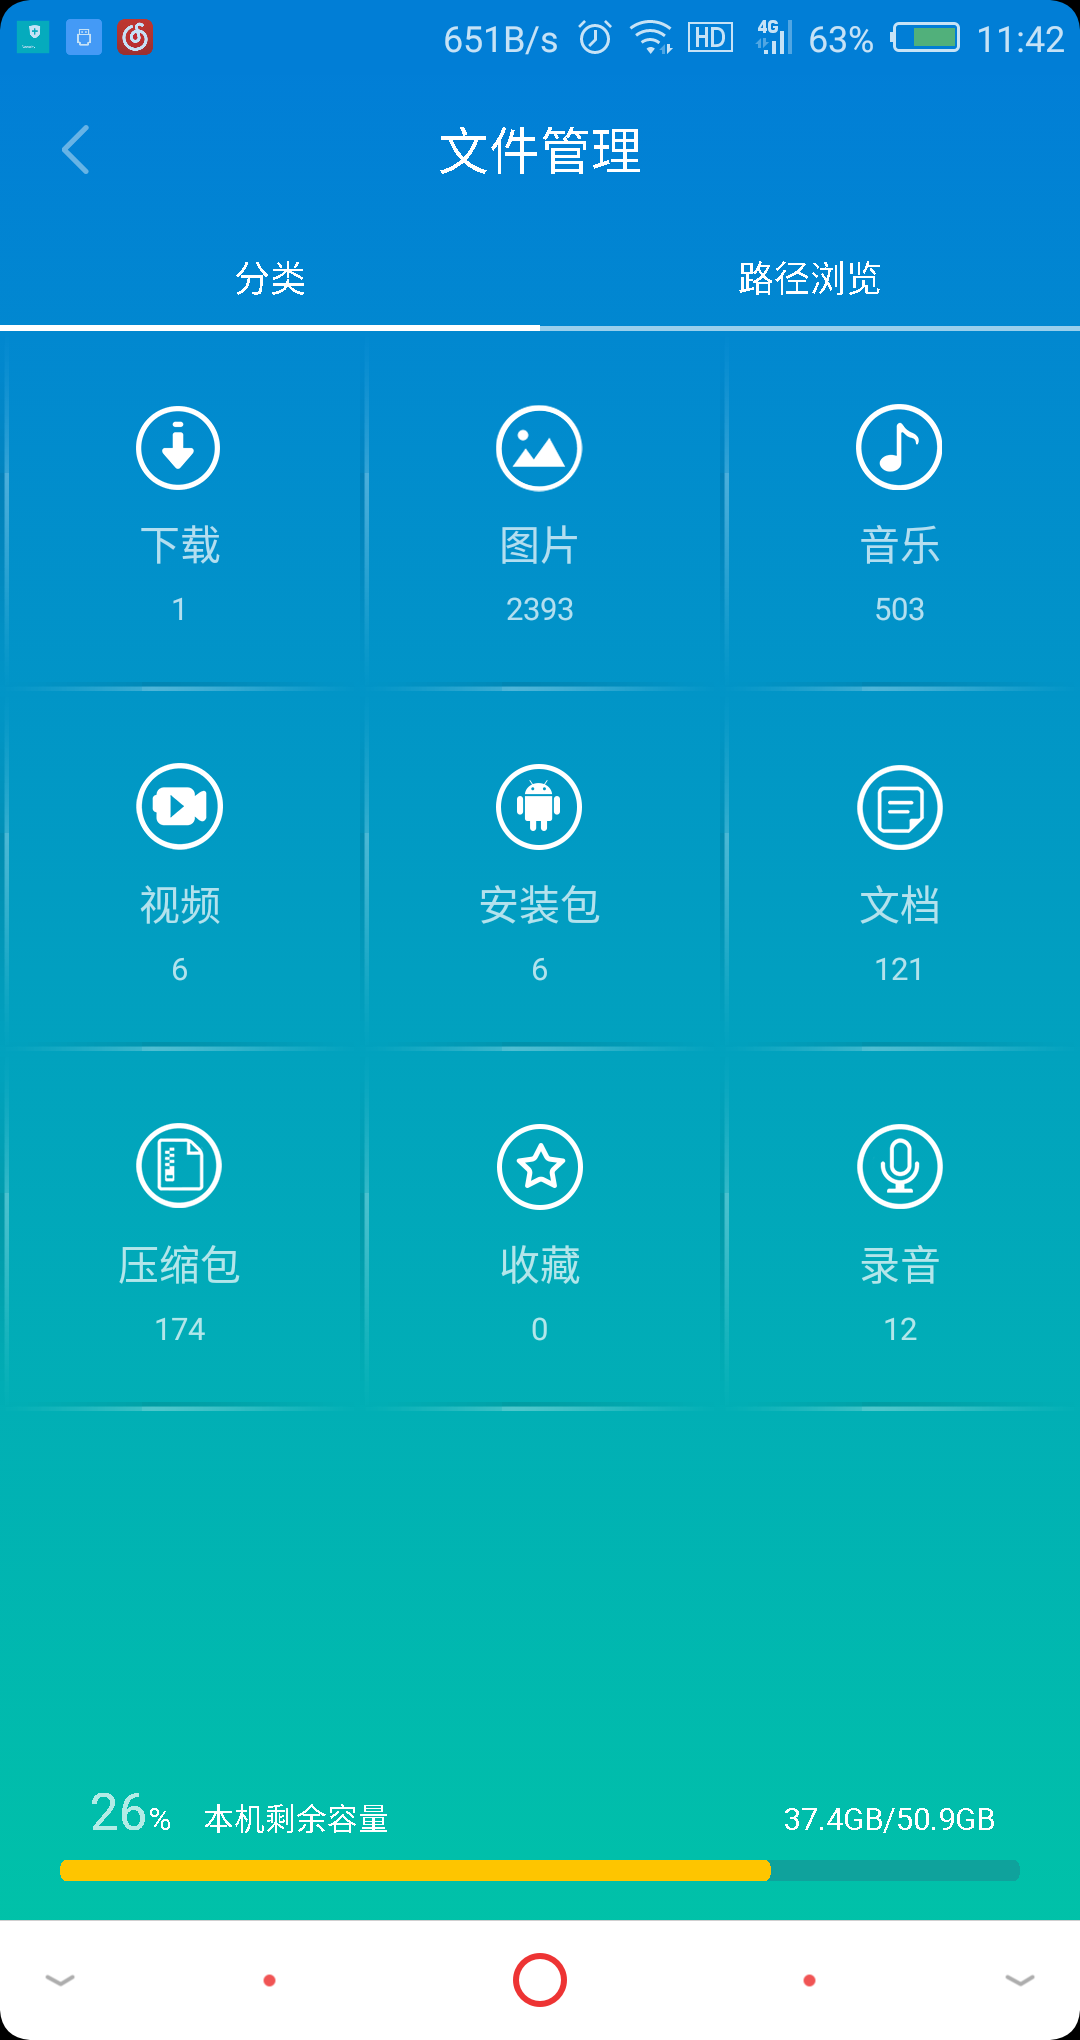 651B/s HD 4G 63% 11:42
文件管理
分类 路径浏览
下载 图片 音乐
1 2393 503
视频 安装包 文档
6 6 121
压缩包 收藏 录音
174 0 12
26% 本机剩余容量 37.4GB/50.9GB